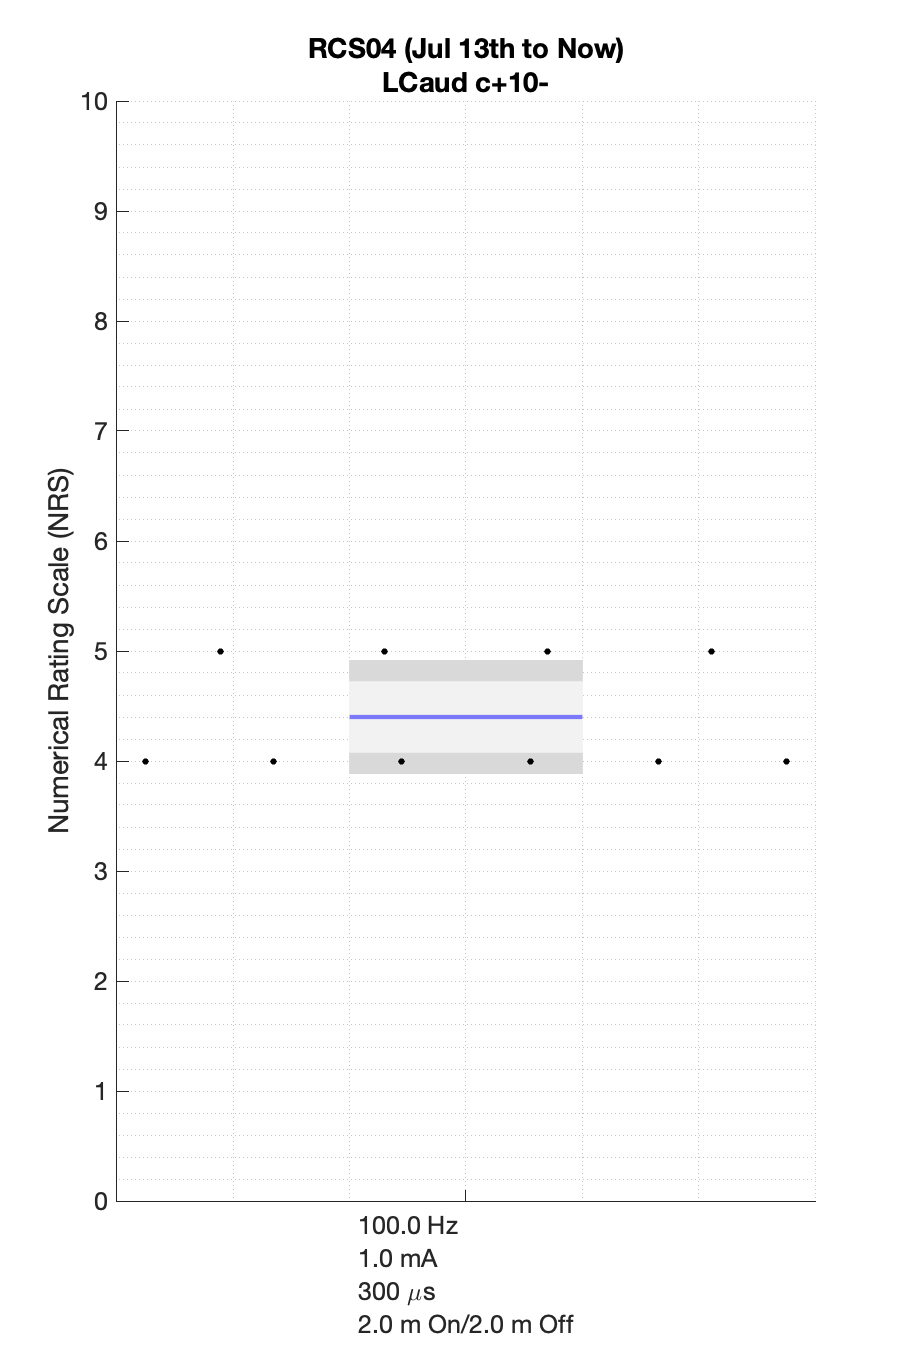 RCS04 (Jul 13th to Now)
LCaud c+10-
10
9
8
7
6
5
4
3
2
1
0
Numerical Rating Scale (NRS)
100.0 Hz
1.0 mA
300 μs
2.0 m On/2.0 m Off